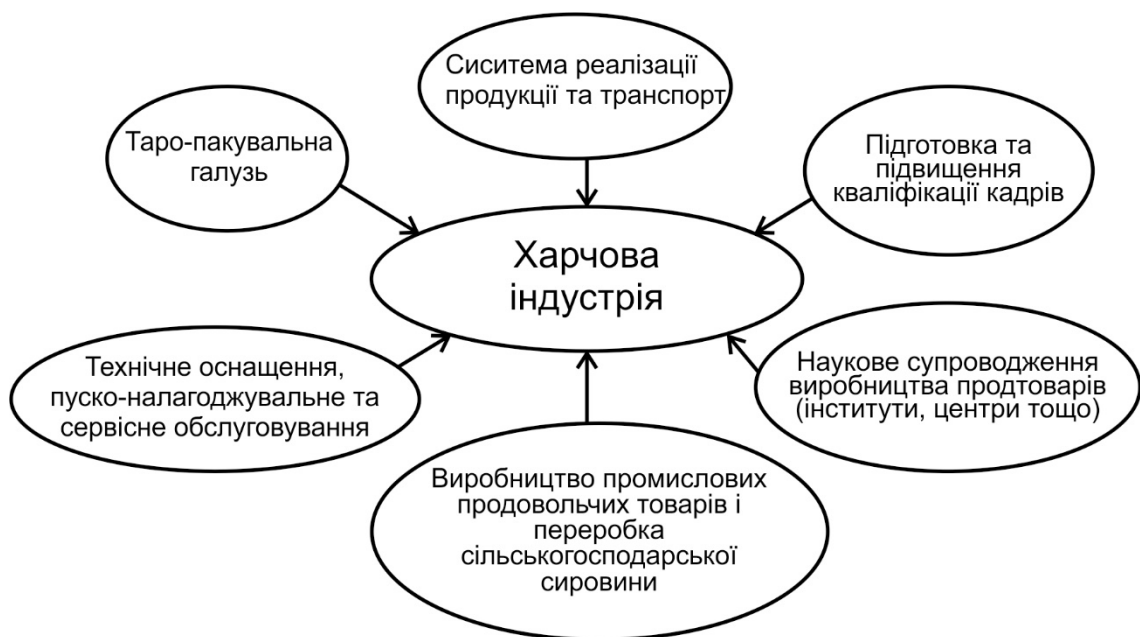 Сиситема реалізації
продукції та транспорт
Таро-пакувальна
галузь
Підготовка та
підвищення
кваліфікації кадрів
Харчова
індустрія
Технічне оснащення,
пуско-налагоджувальне та
сервісне обслуговування
Наукове супроводження
виробництва продтоварів
(інститути, центри тощо)
Виробництво промислових
продовольчих товарів і
переробка
сільськогосподарської
сировини